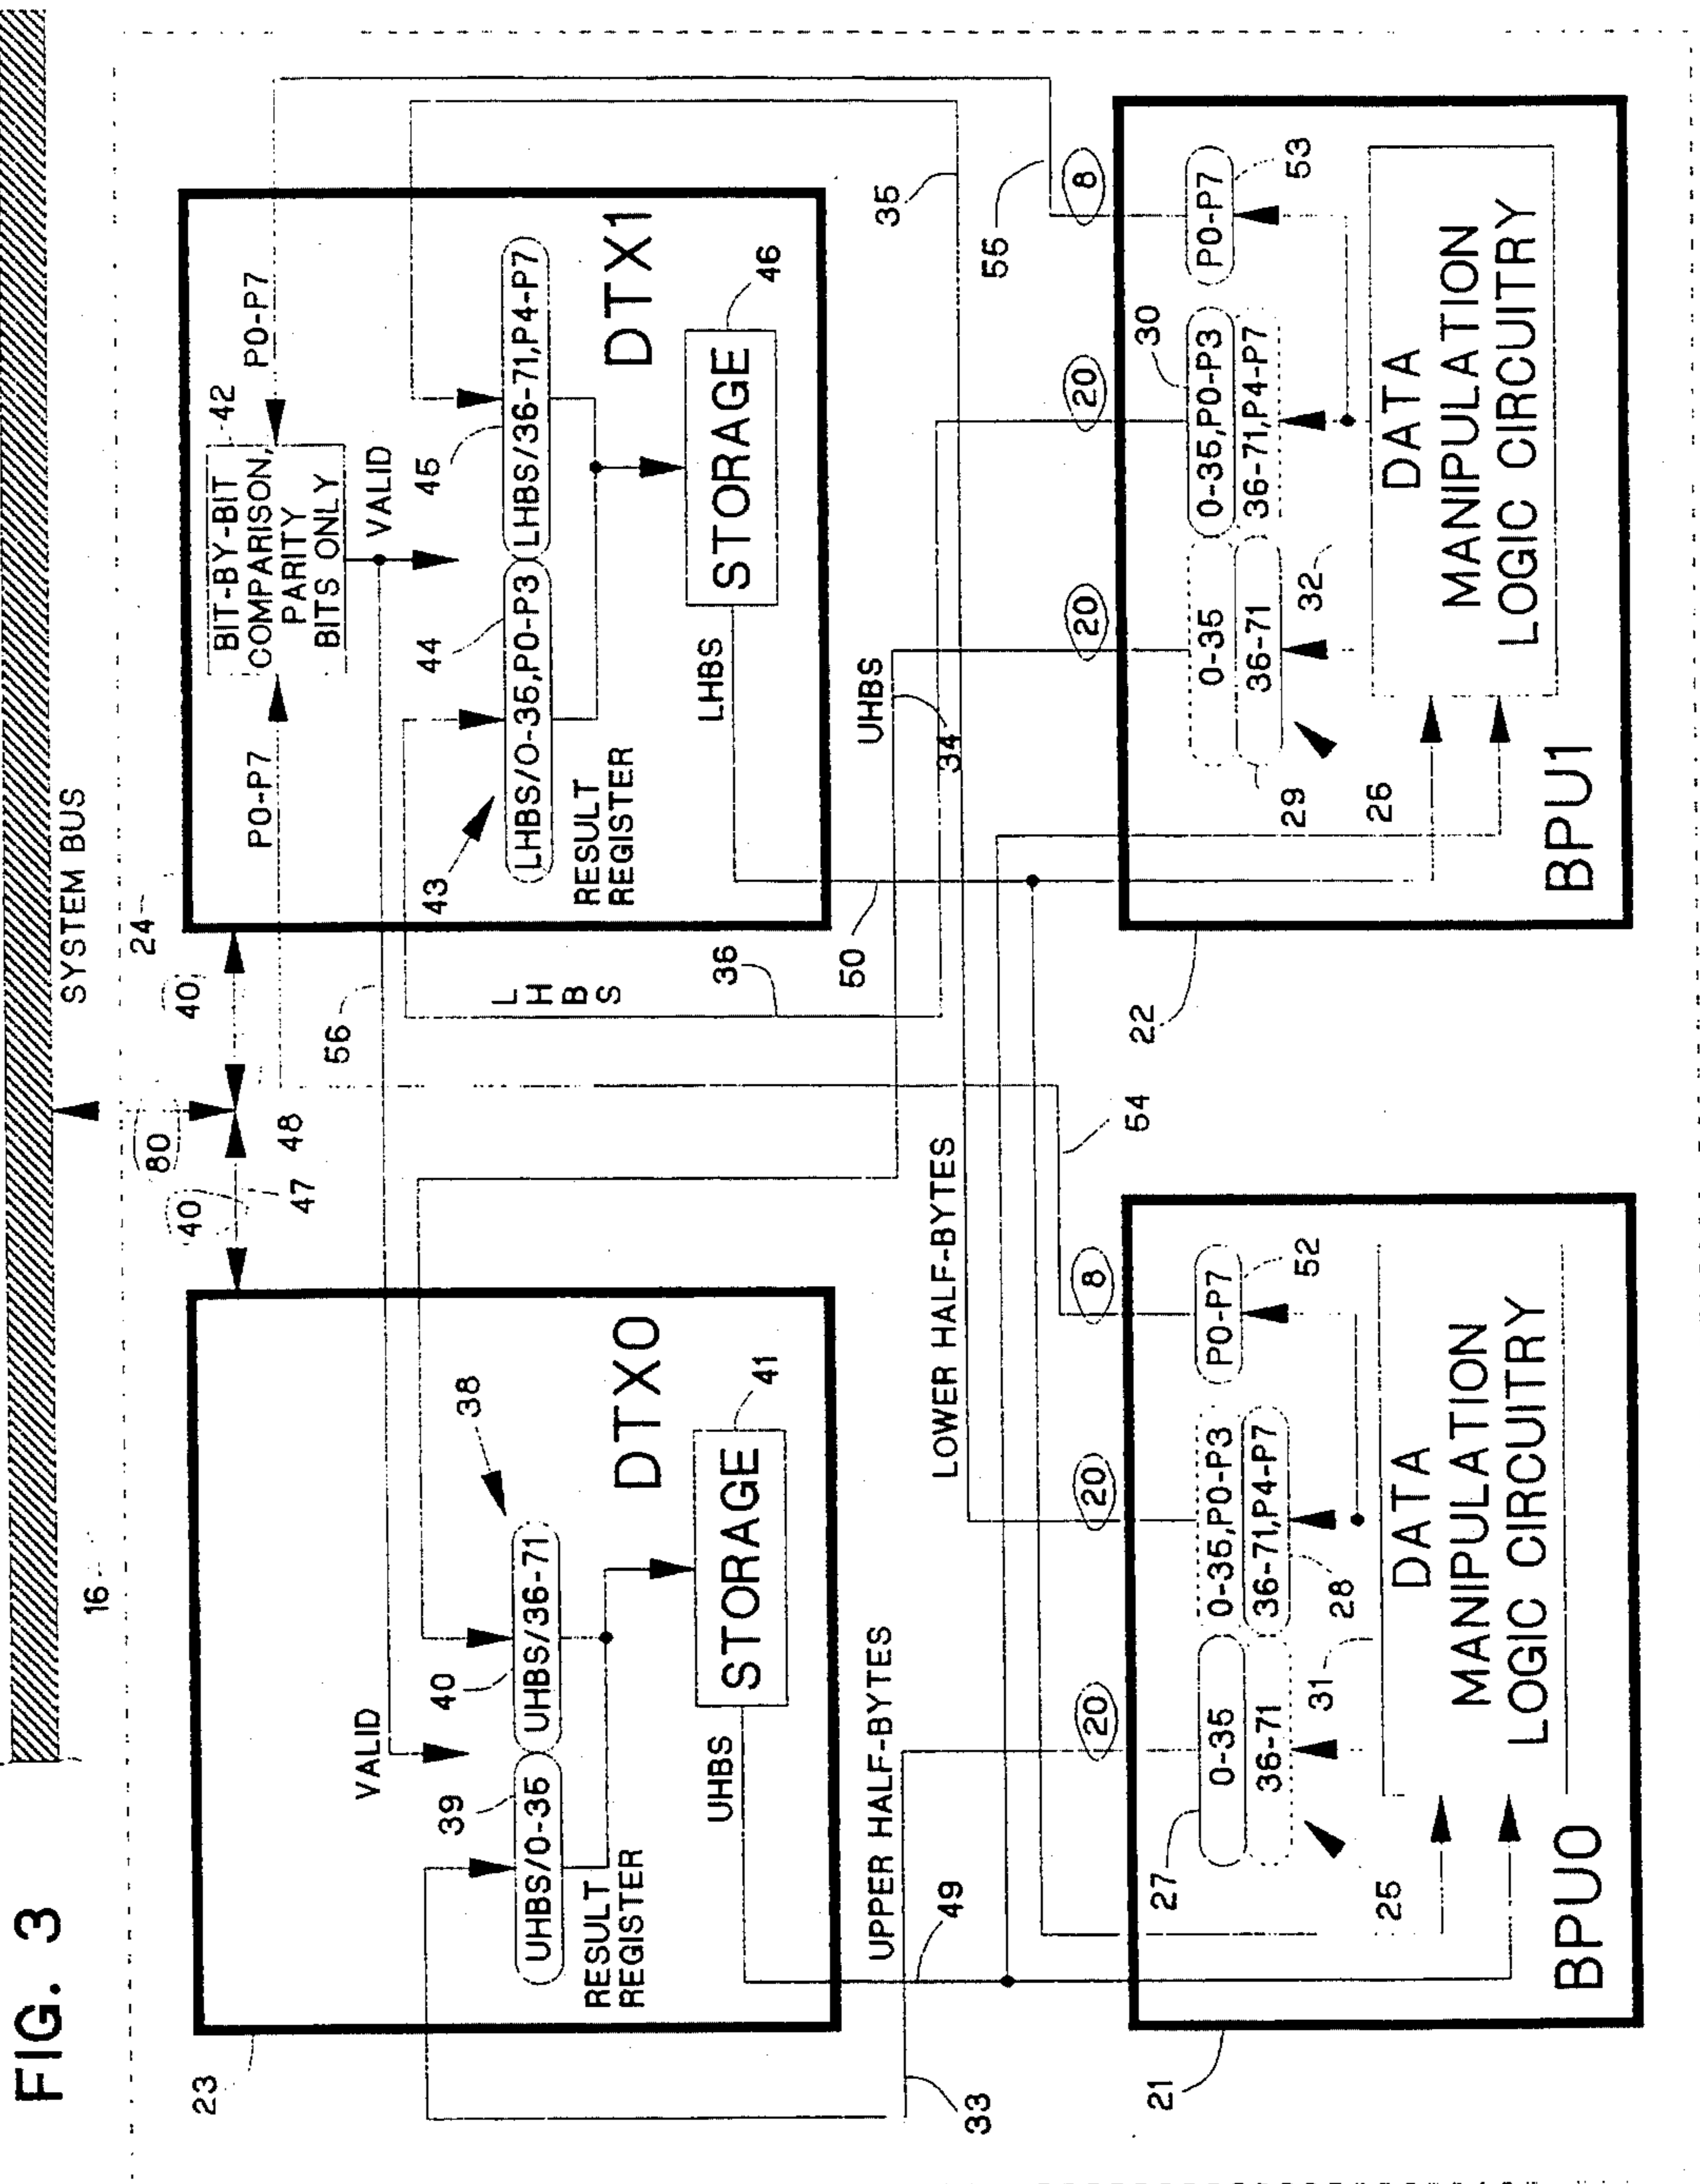 FIG. 3
SYSTEM BUS
16
80
40
40
47
48
24
23
VALID
56
P0-P7
P0-P7
BIT-BY-BIT
COMPARISON,
PARITY
BITS ONLY
42
VALID
39
40
38
UHBS/0-35
UHBS/36-71
RESULT
REGISTER
DTX0
UHBS
STORAGE
41
43
44
45
LHBS/0-35,P0-P3
LHBS/36-71,P4-P7
RESULT
REGISTER
DTX1
LHBS
STORAGE
46
L
H
B
S
36
50
UHBS
34
35
55
33
UPPER HALF-BYTES
49
LOWER HALF-BYTES
54
20
20
8
20
20
8
27
0-35
36-71
0-35,P0-P3
36-71,P4-P7
P0-P7
52
28
25
31
DATA
MANIPULATION
LOGIC CIRCUITRY
BPU0
21
0-35
36-71
0-35,P0-P3
36-71,P4-P7
30
P0-P7
53
29
32
26
DATA
MANIPULATION
LOGIC CIRCUITRY
BPU1
22